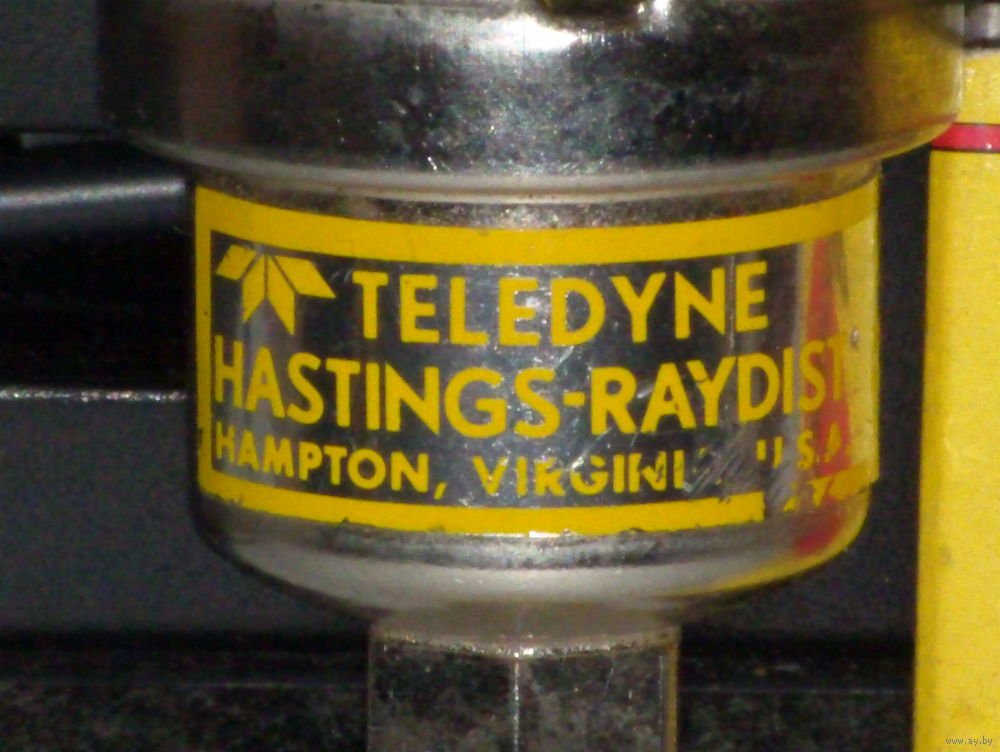 TELEDYNE
HASTINGS-RAYDIST
HAMPTON, VIRGINIA U.S.A.
www.ay.by